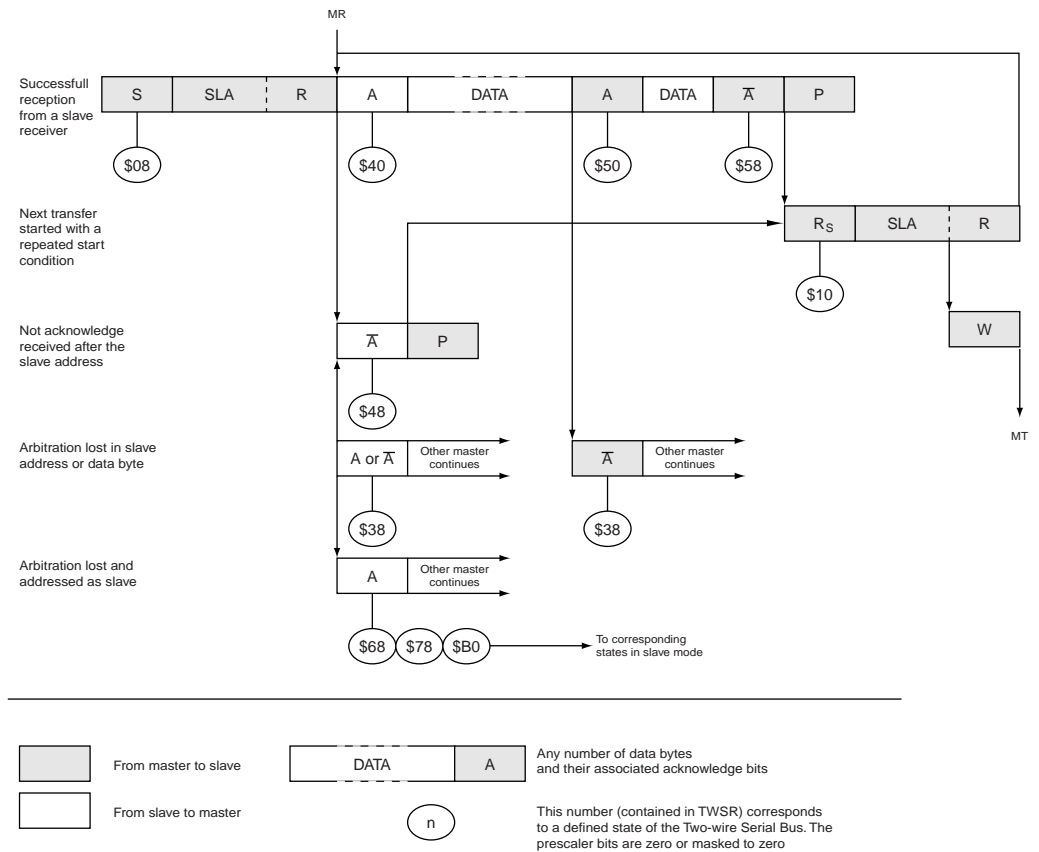 MR
Successfull
reception
from a slave
receiver
S SLA R A DATA A DATA A̅ P
$08 $40 $50 $58
Next transfer
started with a
repeated start
condition
RS SLA R
$10
Not acknowledge
received after the
slave address
A̅ P
W
$48
MT
Arbitration lost in slave
address or data byte
A or A̅
Other master
continues
A̅
Other master
continues
$38 $38
Arbitration lost and
addressed as slave
A
Other master
continues
$68 $78 $B0
To corresponding
states in slave mode
From master to slave
DATA A
Any number of data bytes
and their associated acknowledge bits
From slave to master
n
This number (contained in TWSR) corresponds
to a defined state of the Two-wire Serial Bus. The
prescaler bits are zero or masked to zero